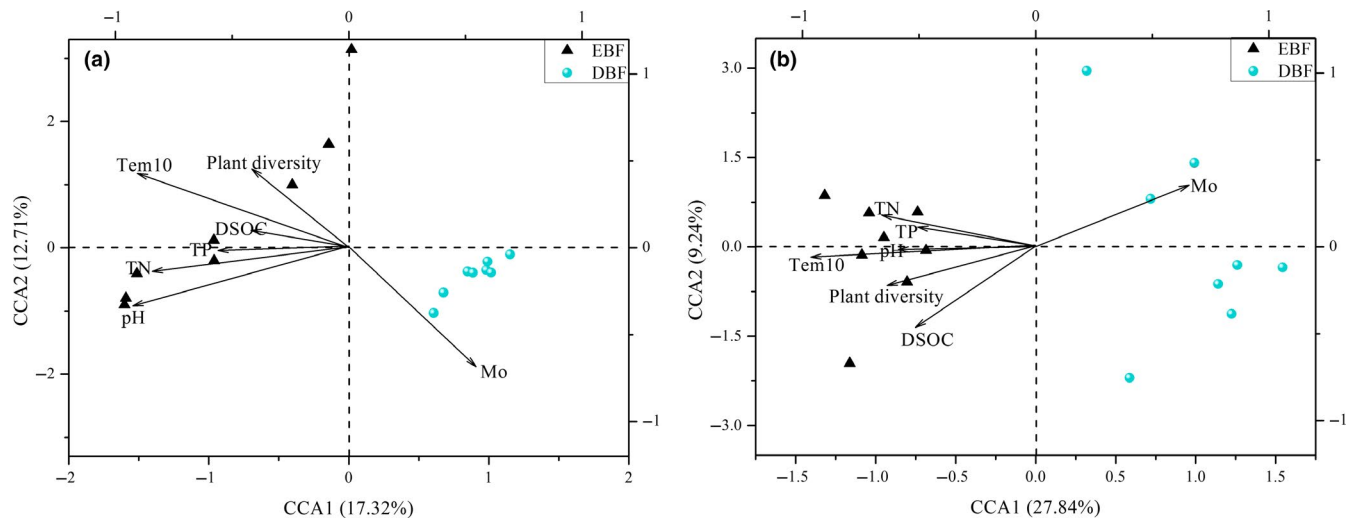 −1 0 1
(a)
EBF
DBF
1
2
Tem10
Plant diversity
DSOC
TP
TN
pH
Mo
0
0
−2
−1
CCA2 (12.71%)
−2 −1 0 1 2
CCA1 (17.32%)
−1 0 1
(b)
EBF
DBF
3.0
1
1.5
Mo
TN
TP
pH
Tem10
Plant diversity
DSOC
0.0
0
−1.5
−3.0
−1
CCA2 (9.24%)
−1.5 −1.0 −0.5 0.0 0.5 1.0 1.5
CCA1 (27.84%)